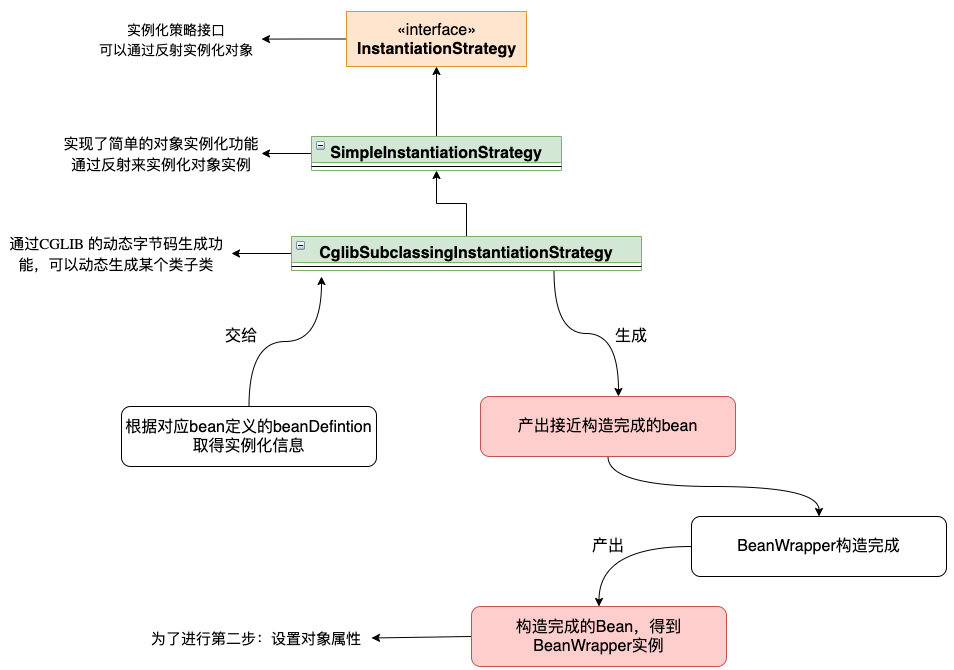 实例化策略接口
可以通过反射实例化对象
«interface»
InstantiationStrategy
实现了简单的对象实例化功能
通过反射来实例化对象实例
SimpleInstantiationStrategy
通过CGLIB 的动态字节码生成功
能，可以动态生成某个类子类
CglibSubclassingInstantiationStrategy
交给
生成
根据对应bean定义的beanDefintion
取得实例化信息
产出接近构造完成的bean
BeanWrapper构造完成
产出
构造完成的Bean，得到
BeanWrapper实例
为了进行第二步：设置对象属性